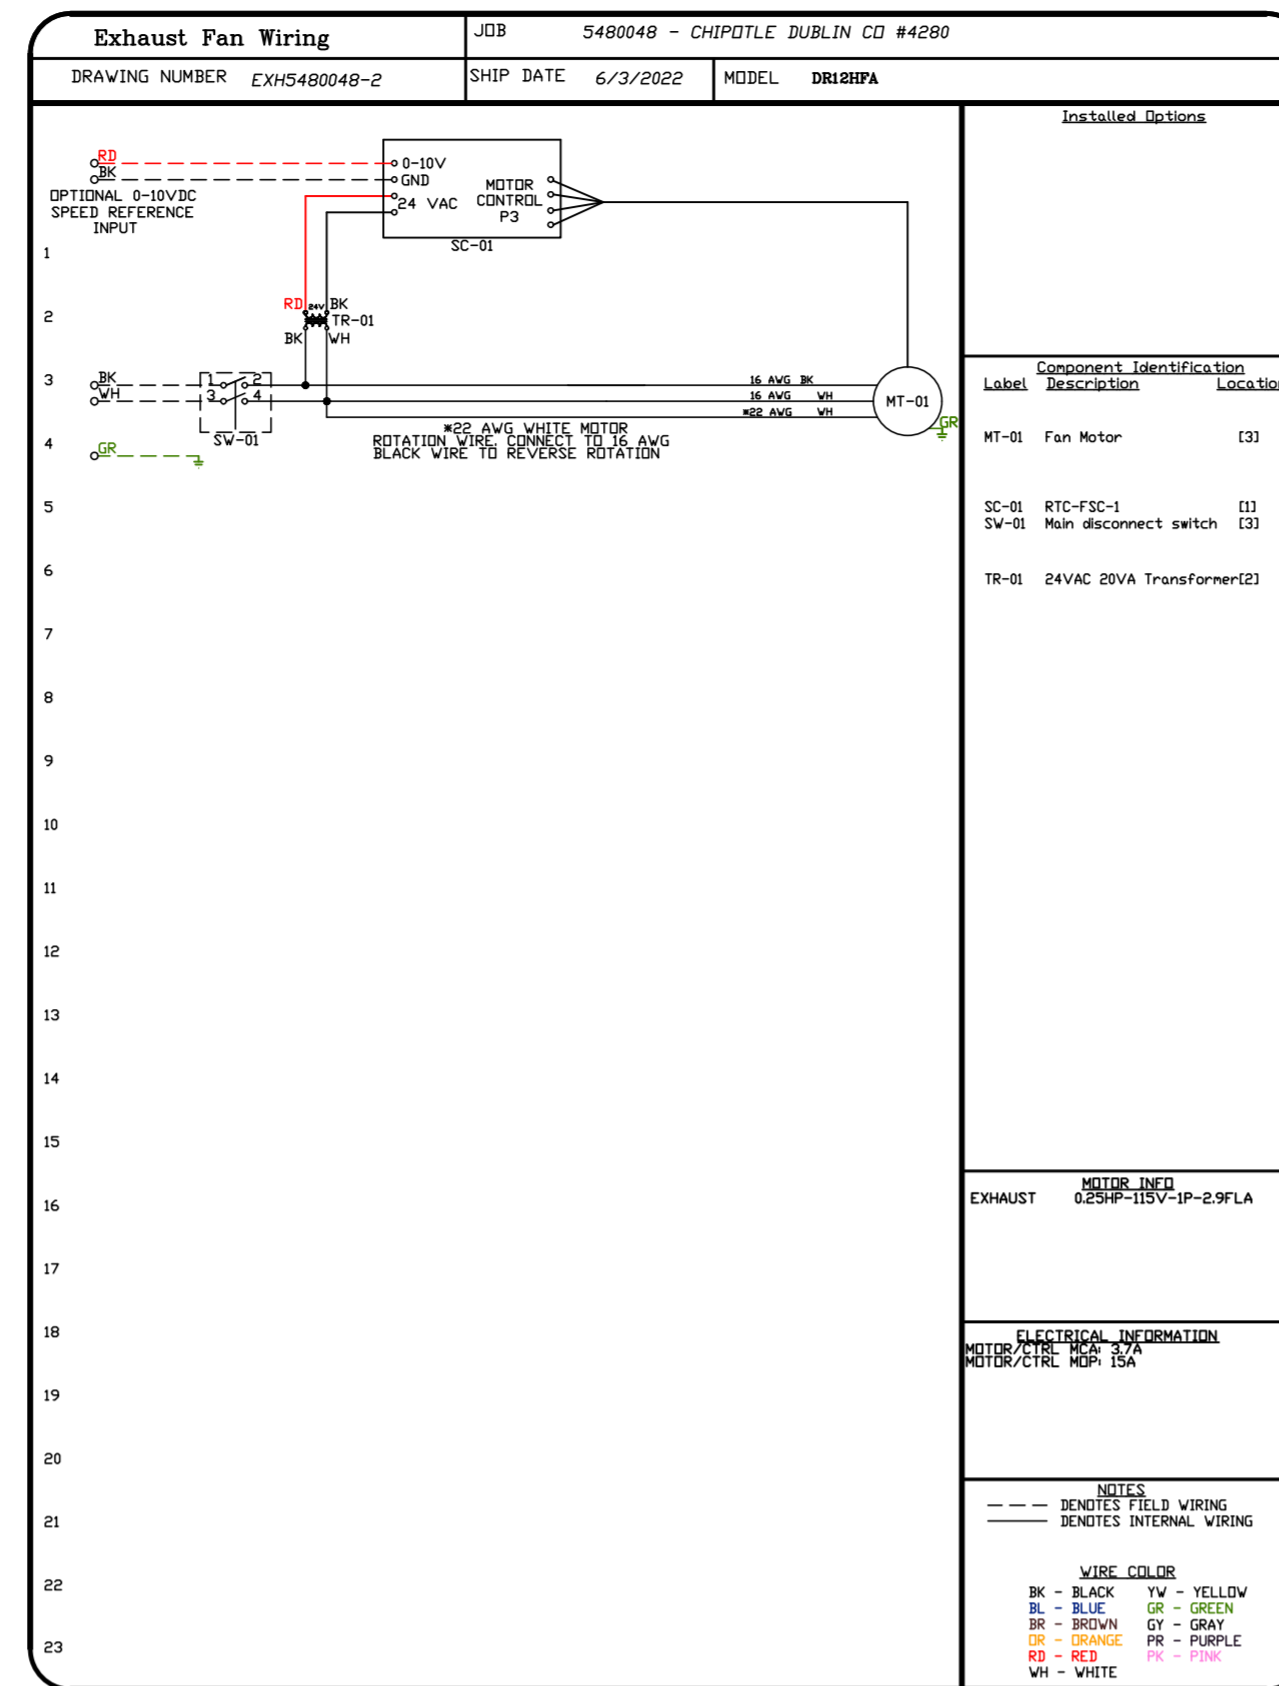 Exhaust Fan Wiring
JOB 5480048 - CHIPOTLE DUBLIN CO #4280
DRAWING NUMBER EXH5480048-2
SHIP DATE 6/3/2022
MODEL DR12HFA
RD
BK
OPTIONAL 0-10VDC
SPEED REFERENCE
INPUT
0-10V
GND
24 VAC
MOTOR
CONTROL
P3
SC-01
RD 24V BK
TR-01
BK WH
BK
WH
1 2
3 4
SW-01
GR
16 AWG BK
16 AWG WH
*22 AWG WH
MT-01
GR
*22 AWG WHITE MOTOR
ROTATION WIRE. CONNECT TO 16 AWG
BLACK WIRE TO REVERSE ROTATION
1
2
3
4
5
6
7
8
9
10
11
12
13
14
15
16
17
18
19
20
21
22
23
Installed Options
Component Identification
Label Description Location
MT-01 Fan Motor [3]
SC-01 RTC-FSC-1 [1]
SW-01 Main disconnect switch [3]
TR-01 24VAC 20VA Transformer[2]
MOTOR INFO
EXHAUST 0.25HP-115V-1P-2.9FLA
ELECTRICAL INFORMATION
MOTOR/CTRL MCA: 3.7A
MOTOR/CTRL MOP: 15A
NOTES
DENOTES FIELD WIRING
DENOTES INTERNAL WIRING
WIRE COLOR
BK - BLACK YW - YELLOW
BL - BLUE GR - GREEN
BR - BROWN GY - GRAY
OR - ORANGE PR - PURPLE
RD - RED PK - PINK
WH - WHITE